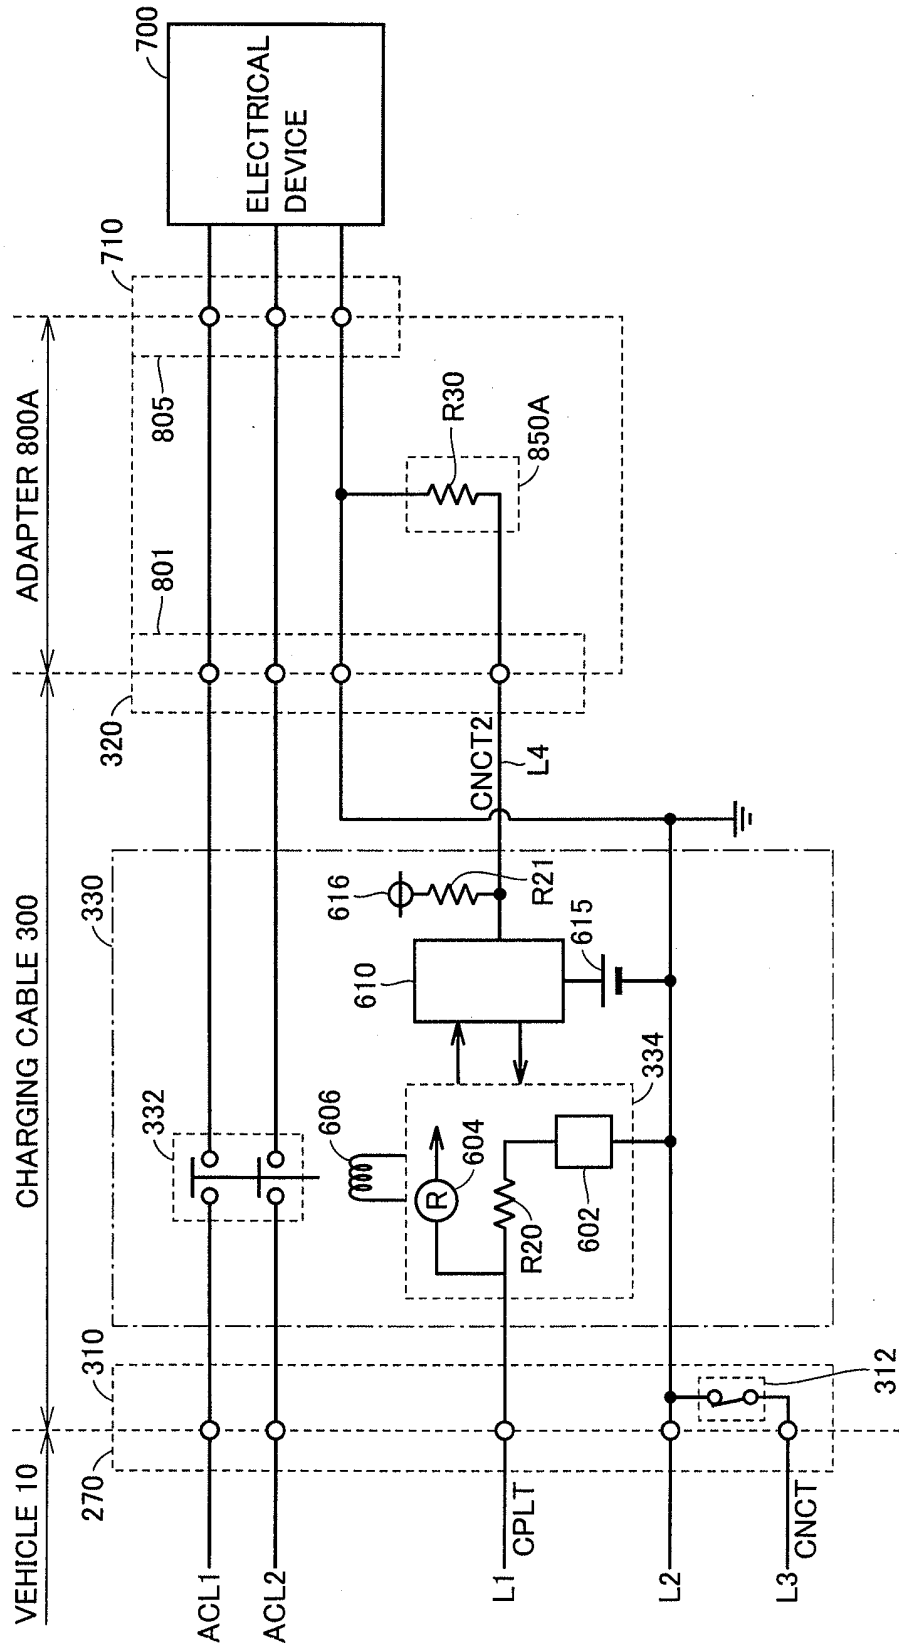 VEHICLE 10
CHARGING CABLE 300
ADAPTER 800A
270
310
330
320
801
805
710
700
ELECTRICAL
DEVICE
ACL1
ACL2
332
606
R
604
R20
602
334
610
616
R21
615
CNCT2
L4
R30
850A
L1
CPLT
L2
L3
CNCT
312